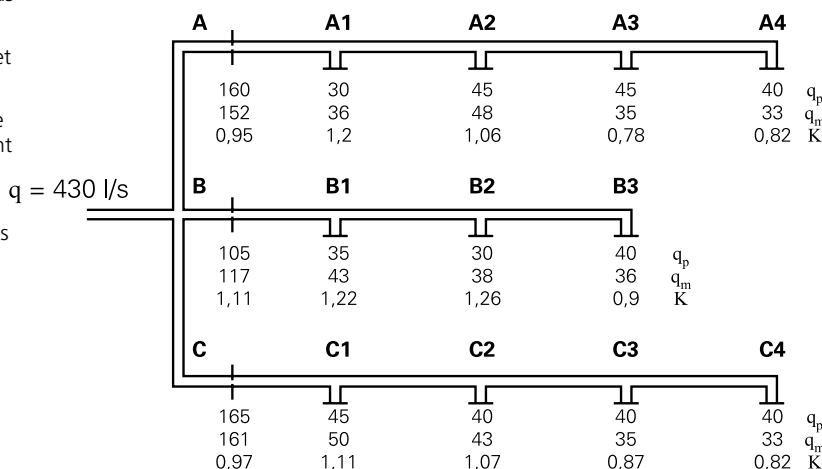 et
nt
s
A A1 A2 A3 A4
160 30 45 45 40 qp
152 36 48 35 33 qm
0,95 1,2 1,06 0,78 0,82 K
q = 430 l/s
B B1 B2 B3
105 35 30 40 qp
117 43 38 36 qm
1,11 1,22 1,26 0,9 K
C C1 C2 C3 C4
165 45 40 40 40 qp
161 50 43 35 33 qm
0,97 1,11 1,07 0,87 0,82 K